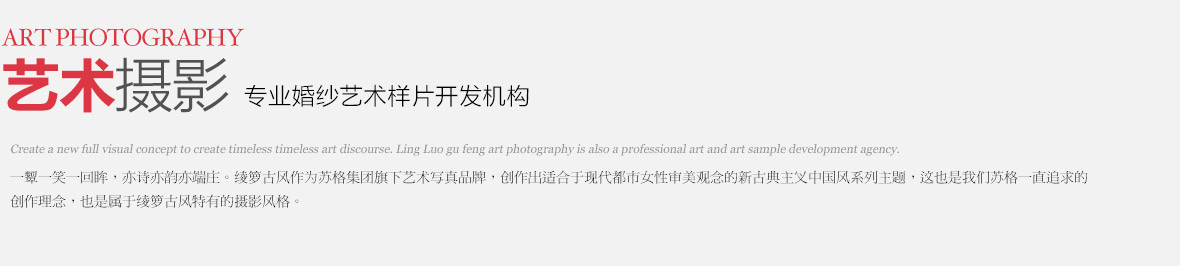 ART PHOTOGRAPHY
艺术摄影 专业婚纱艺术样片开发机构
Create a new full visual concept to create timeless timeless art discourse. Ling Luo gu feng art photography is also a professional art and art sample development agency.
一颦一笑一回眸，亦诗亦韵亦端庄。绫箩古风作为苏格集团旗下艺术写真品牌，创作出适合于现代都市女性审美观念的新古典主义中国风系列主题，这也是我们苏格一直追求的
创作理念，也是属于绫箩古风特有的摄影风格。